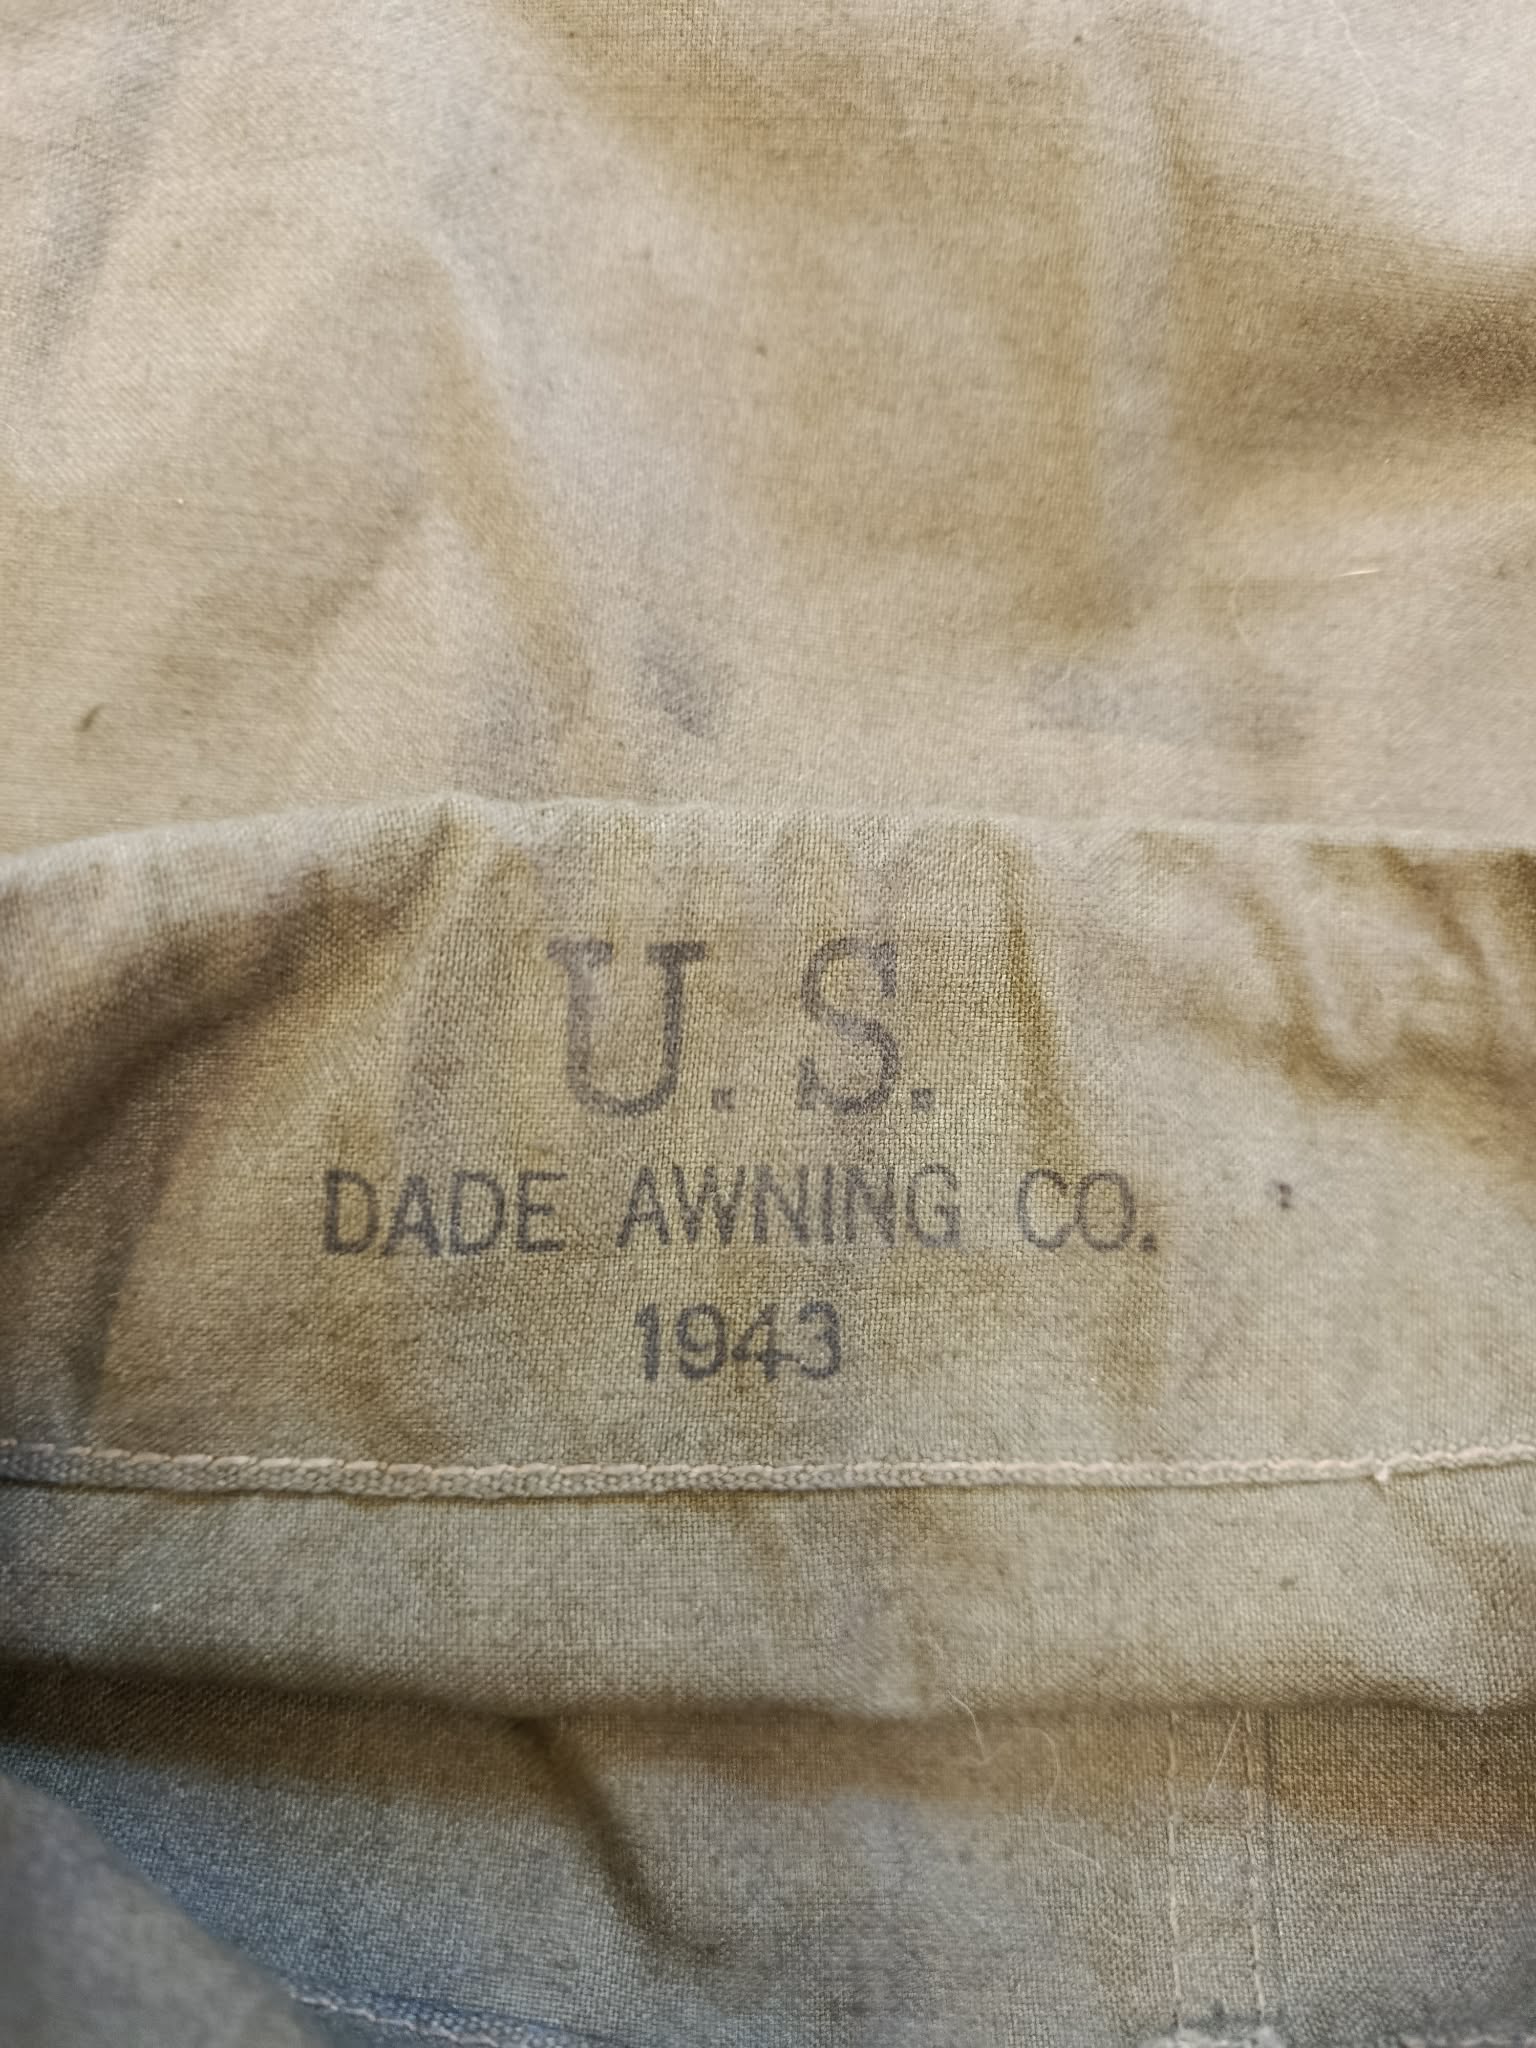 U.S.
DADE AWNING CO.
1943